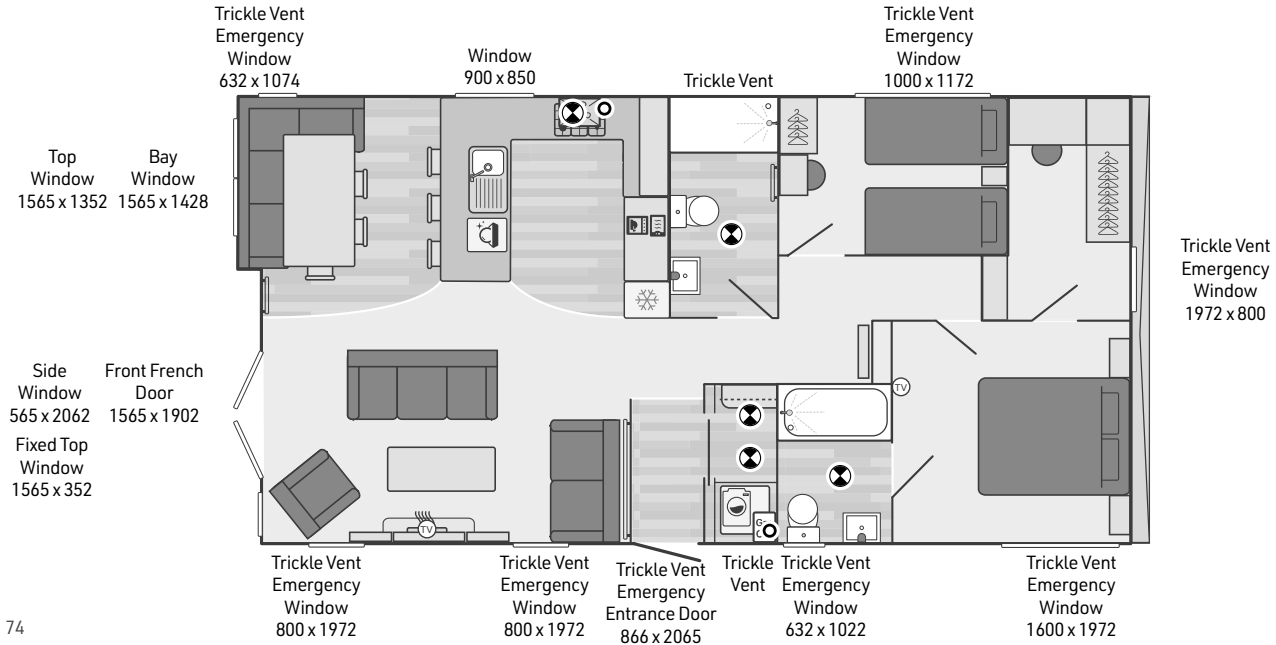 Trickle Vent
Emergency
Window
632 x 1074
Window
900 x 850
Trickle Vent
Trickle Vent
Emergency
Window
1000 x 1172
Top
Window
1565 x 1352
Bay
Window
1565 x 1428
Trickle Vent
Emergency
Window
1972 x 800
Side
Window
565 x 2062
Front French
Door
1565 x 1902
Fixed Top
Window
1565 x 352
TV
TV
Trickle Vent
Emergency
Window
800 x 1972
Trickle Vent
Emergency
Window
800 x 1972
Trickle Vent
Emergency
Entrance Door
866 x 2065
Trickle
Vent
Trickle Vent
Emergency
Window
632 x 1022
Trickle Vent
Emergency
Window
1600 x 1972
74